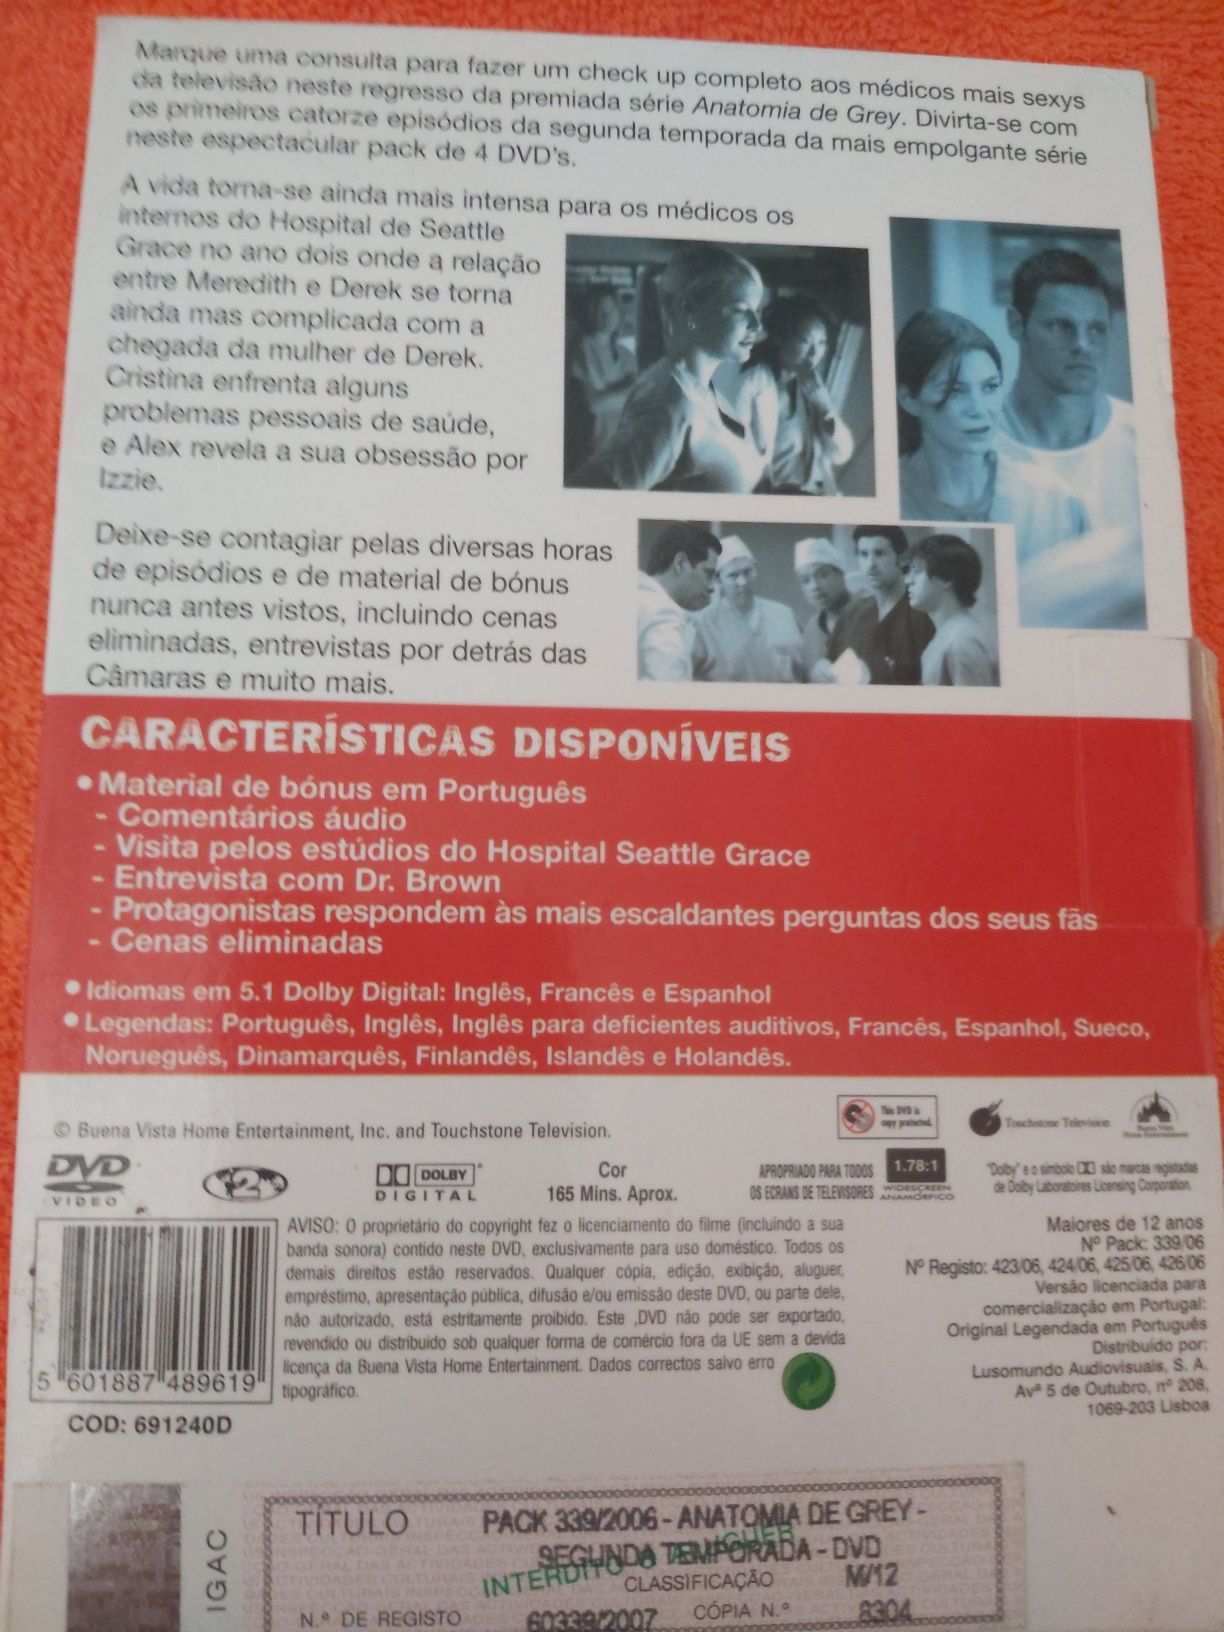 Marque uma consulta para fazer um check up completo aos médicos mais sexys
da televisão neste regresso da premiada série Anatomia de Grey. Divirta-se com
os primeiros catorze episódios da segunda temporada da mais empolgante série
neste espectacular pack de 4 DVD's.
A vida torna-se ainda mais intensa para os médicos os
internos do Hospital de Seattle
Grace no ano dois onde a relação
entre Meredith e Derek se torna
ainda mas complicada com a
chegada da mulher de Derek.
Cristina enfrenta alguns
problemas pessoais de saúde,
e Alex revela a sua obsessão por
Izzie.
Deixe-se contagiar pelas diversas horas
de episódios e de material de bónus
nunca antes vistos, incluindo cenas
eliminadas, entrevistas por detrás das
Câmaras e muito mais.
CARACTERÍSTICAS DISPONÍVEIS
• Material de bónus em Português
- Comentários áudio
- Visita pelos estúdios do Hospital Seattle Grace
- Entrevista com Dr. Brown
- Protagonistas respondem às mais escaldantes perguntas dos seus fãs
- Cenas eliminadas
• Idiomas em 5.1 Dolby Digital: Inglês, Francês e Espanhol
• Legendas: Português, Inglês, Inglês para deficientes auditivos, Francês, Espanhol, Sueco,
Norueguês, Dinamarquês, Finlandês, Islandês e Holandês.
© Buena Vista Home Entertainment, Inc. and Touchstone Television.
This DVD is
copy protected.
Touchstone Television
Buena Vista
Home Entertainment
DVD
VIDEO
2
DOLBY
DIGITAL
Cor
165 Mins. Aprox.
APROPRIADO PARA TODOS
OS ECRANS DE TELEVISORES
1.78:1
WIDESCREEN
ANAMÓRFICO
"Dolby" e o símbolo são marcas registadas
de Dolby Laboratories Licensing Corporation.
AVISO: O proprietário do copyright fez o licenciamento do filme (incluindo a sua
banda sonora) contido neste DVD, exclusivamente para uso doméstico. Todos os
demais direitos estão reservados. Qualquer cópia, edição, exibição, aluguer,
empréstimo, apresentação pública, difusão e/ou emissão deste DVD, ou parte dele,
não autorizado, está estritamente proibido. Este ,DVD não pode ser exportado,
revendido ou distribuido sob qualquer forma de comércio fora da UE sem a devida
licença da Buena Vista Home Entertainment. Dados correctos salvo erro
tipográfico.
Maiores de 12 anos
Nº Pack: 339/06
Nº Registo: 423/06, 424/06, 425/06, 426/06
Versão licenciada para
comercialização em Portugal:
Original Legendada em Português
Distribuido por:
Lusomundo Audiovisuais, S. A.
Avª 5 de Outubro, nº 208,
1069-203 Lisboa
5 601887 489619
COD: 691240D
IGAC
TÍTULO PACK 339/2006 - ANATOMIA DE GREY -
SEGUNDA TEMPORADA - DVD
INTERDITO O ALUGUER
CLASSIFICAÇÃO M/12
N.º DE REGISTO 60339/2007 CÓPIA N.º 8304